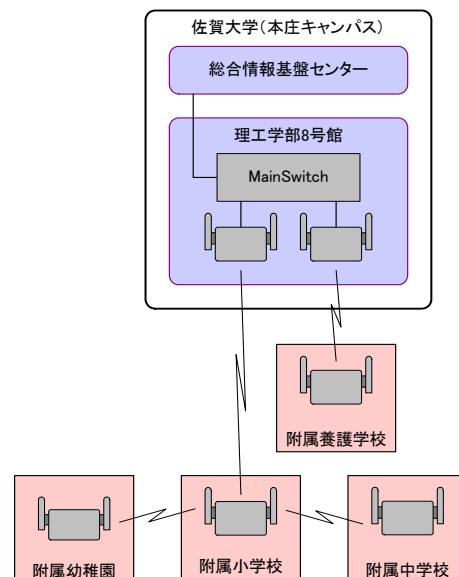 佐賀大学(本庄キャンパス)
総合情報基盤センター
理工学部8号館
MainSwitch
附属養護学校
附属幼稚園
附属小学校
附属中学校